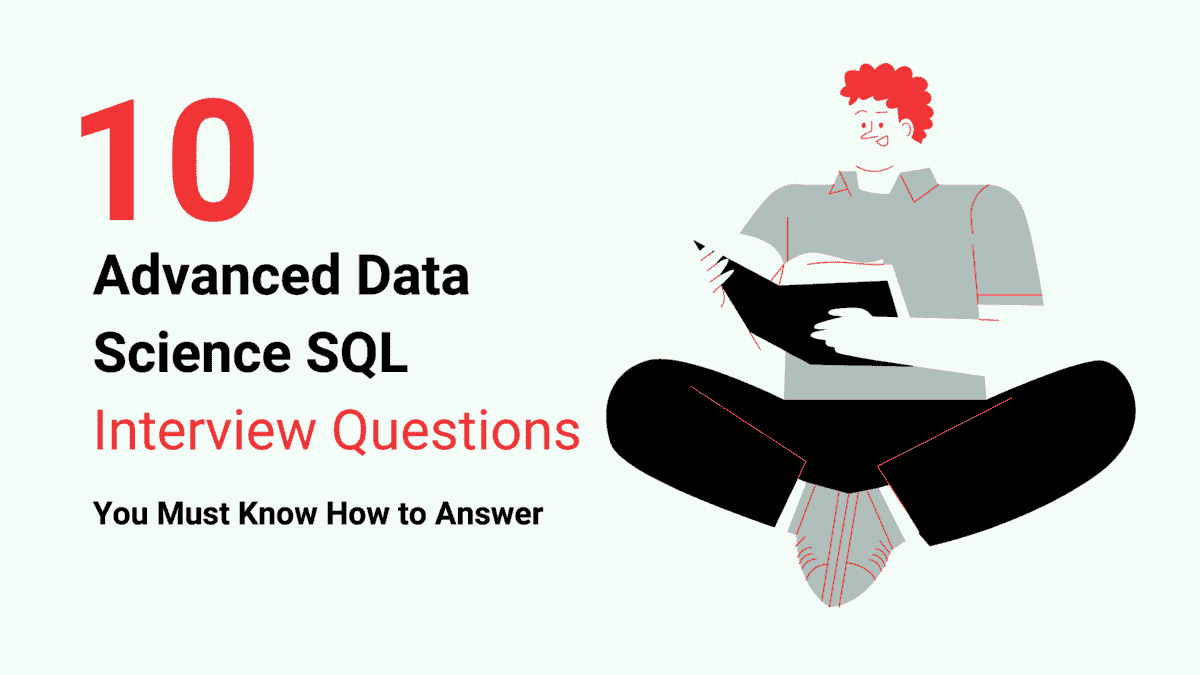 10
Advanced Data
Science SQL
Interview Questions
You Must Know How to Answer